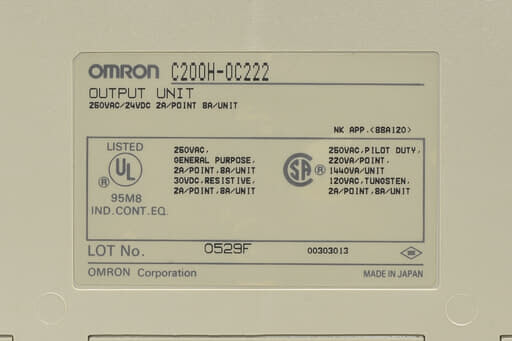 OMRON C200H-OC222
OUTPUT UNIT
250VAC/24VDC 2A/POINT 8A/UNIT
NK APP.<88A120>
LISTED
UL
®
95M8
IND.CONT.EQ.
250VAC,
GENERAL PURPOSE,
2A/POINT, 8A/UNIT
30VDC, RESISTIVE,
2A/POINT, 8A/UNIT
SA
®
250VAC, PILOT DUTY,
220VA/POINT,
1440VA/UNIT
120VAC, TUNGSTEN,
2A/POINT, 8A/UNIT
LOT No. 0529F 00303013
OMRON Corporation MADE IN JAPAN